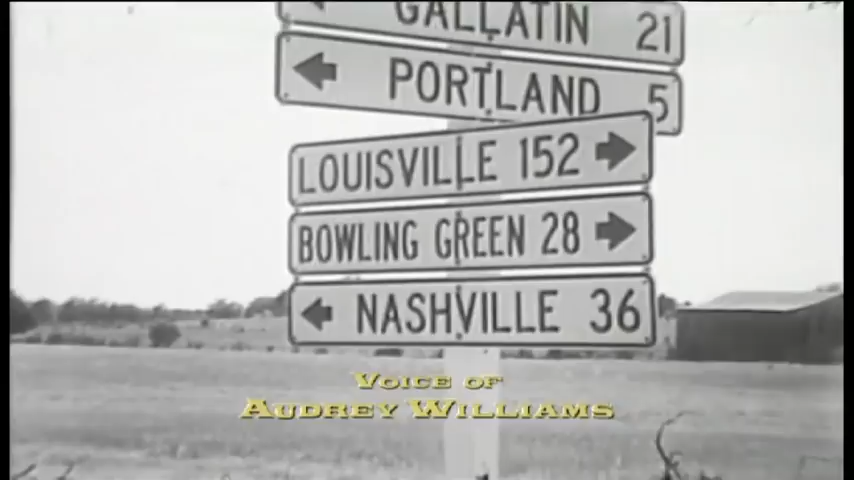 GALLATIN 21
PORTLAND 5
LOUISVILLE 152
BOWLING GREEN 28
NASHVILLE 36
VOICE OF
AUDREY WILLIAMS